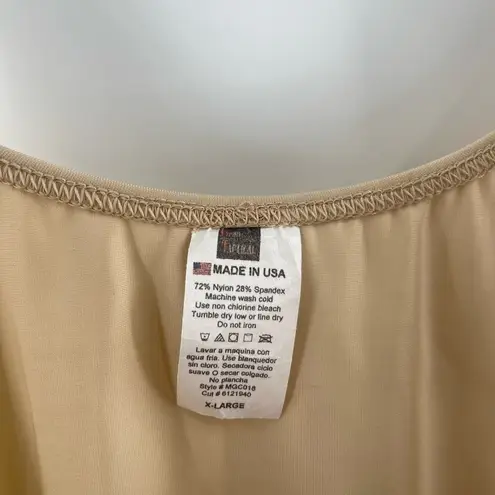 MADE IN USA
72% Nylon 28% Spandex
Machine wash cold
Use non chlorine bleach
Tumble dry low or line dry
Do not iron
Lavar a maquina con
agua fria. Use blanquedor
sin cloro. Secadora ciclo
suave O secar colgado.
No plancha
Style # MGC018
Cut # 6121940
X-LARGE